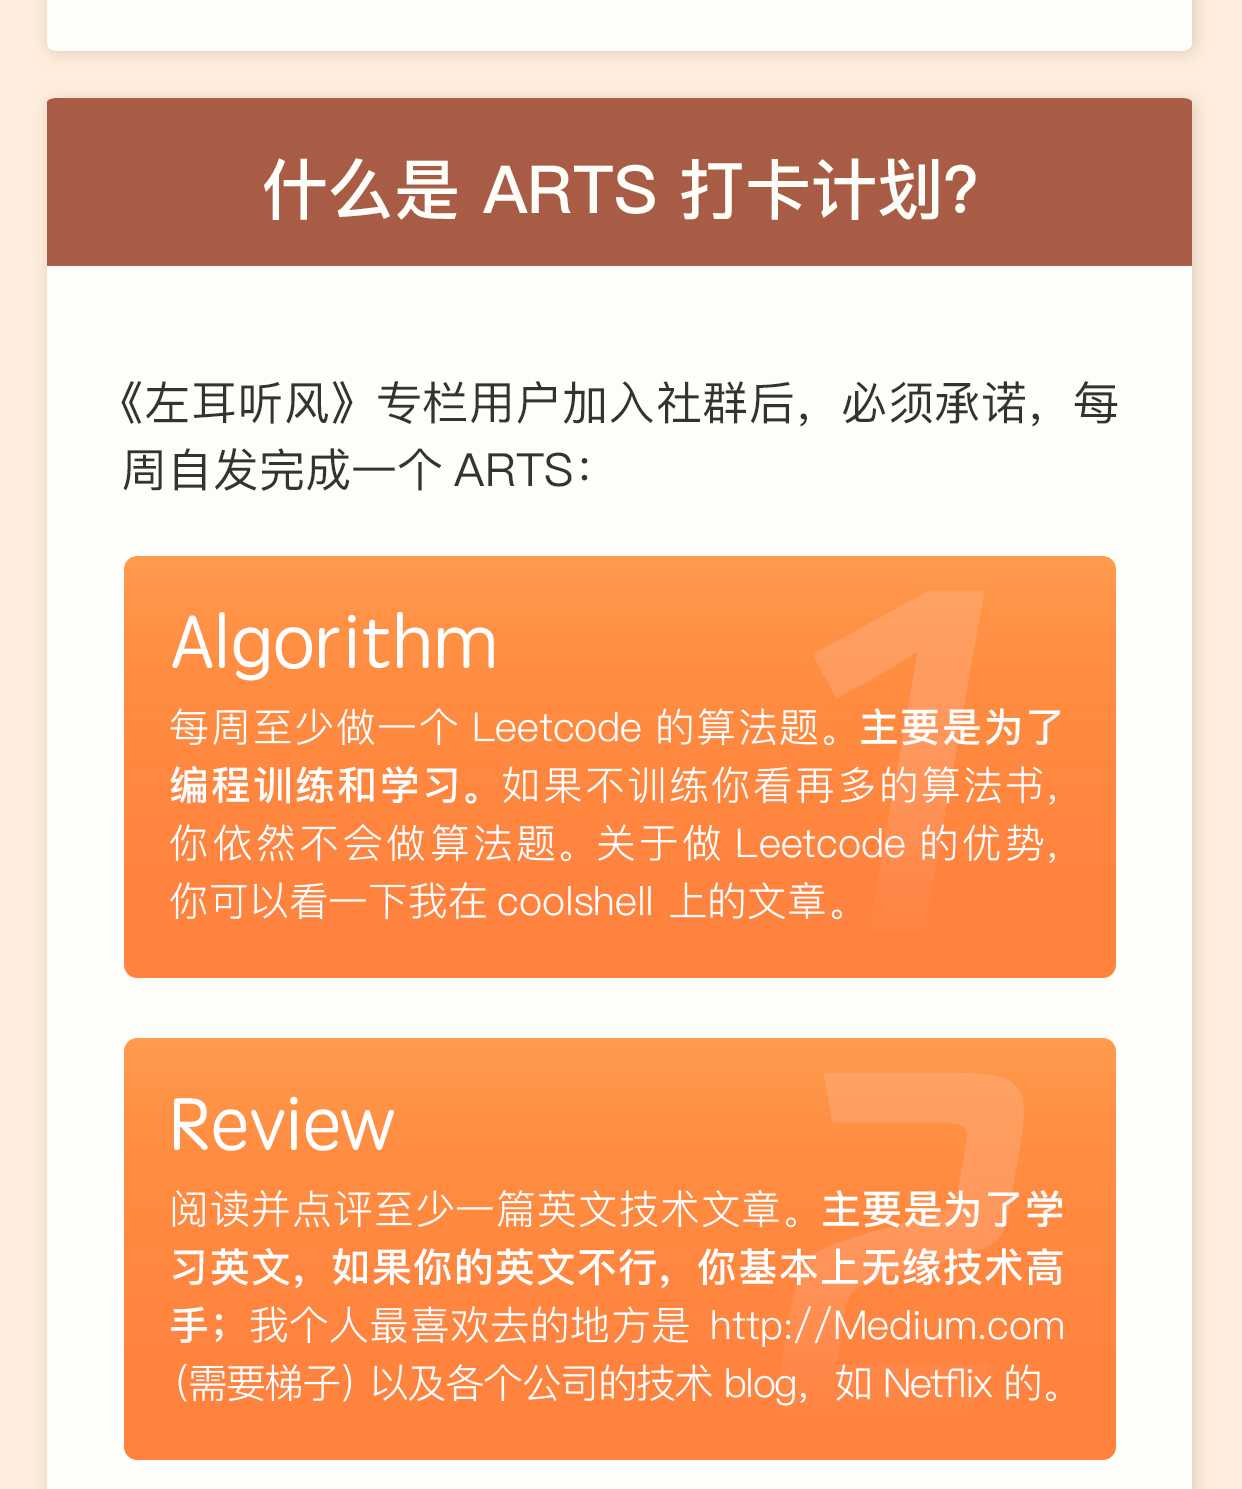 什么是 ARTS 打卡计划?
《左耳听风》专栏用户加入社群后，必须承诺，每
周自发完成一个 ARTS：
1
Algorithm
每周至少做一个 Leetcode 的算法题。主要是为了
编程训练和学习。如果不训练你看再多的算法书，
你依然不会做算法题。关于做 Leetcode 的优势，
你可以看一下我在 coolshell 上的文章。
2
Review
阅读并点评至少一篇英文技术文章。主要是为了学
习英文，如果你的英文不行，你基本上无缘技术高
手；我个人最喜欢去的地方是 http://Medium.com
（需要梯子）以及各个公司的技术 blog，如 Netflix 的。